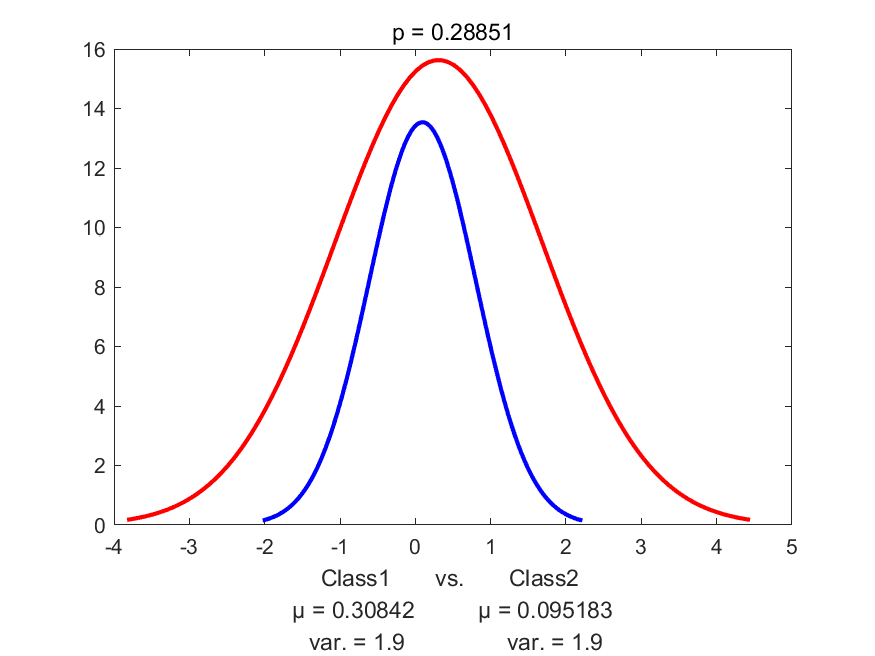 p = 0.28851
16
14
12
10
8
6
4
2
0
-4 -3 -2 -1 0 1 2 3 4 5
Class1 vs. Class2
μ = 0.30842 μ = 0.095183
var. = 1.9 var. = 1.9